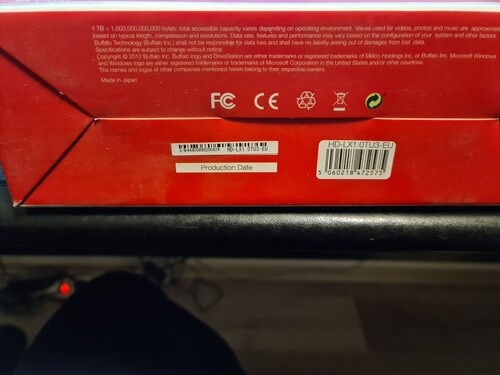 1 TB = 1,000,000,000,000 bytes; total accessible capacity varies depending on operating environment. Values used for videos, photos and music are approximate
based on typical length, compression and resolutions. Data rate, features and performance may vary based on the configuration of your system and other factors.
Buffalo Technology (Buffalo Inc.) shall not be responsible for data loss and shall have no liability arising out of damages from lost data.
Specifications are subject to change without notice.
Copyright © 2012 Buffalo Inc. Buffalo logo and DriveStation are either trademarks or registered trademarks of Melco Holdings Inc. or Buffalo Inc. Microsoft Windows
and Windows logo are either registered trademarks or trademarks of Microsoft Corporation in the United States and/or other countries.
The names and logos of other companies mentioned herein belong to their respective owners.
Made in Japan
FC CE
HD-LX1.0TU3-EU
Production Date
HD-LX1.0TU3-EU
5 060218 472575